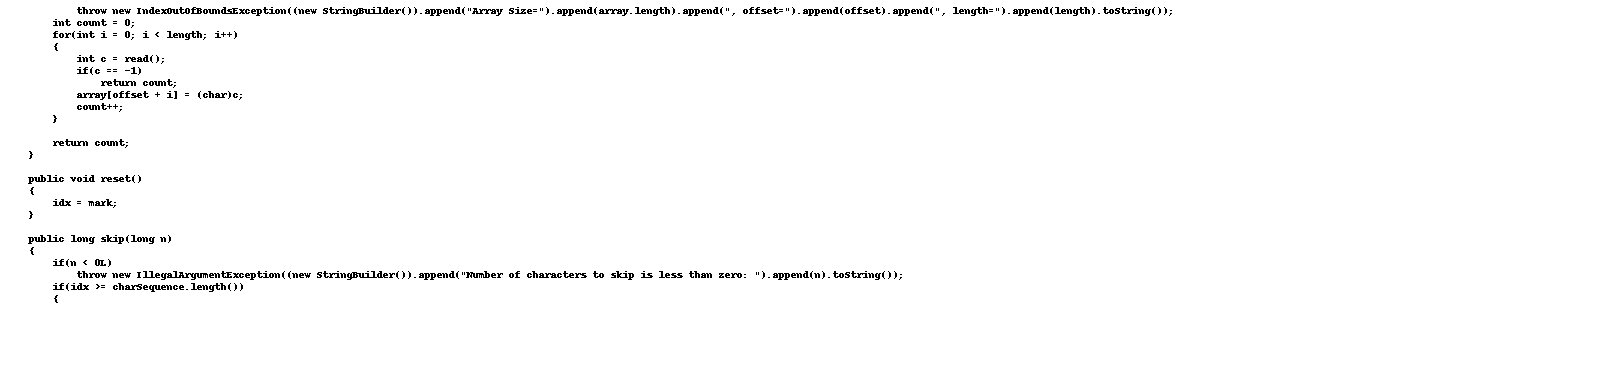 throw new IndexOutOfBoundsException((new StringBuilder()).append("Array Size=").append(array.length).append(", offset=").append(offset).append(", length=").append(length).toString());
int count = 0;
for(int i = 0; i < length; i++)
{
int c = read();
if(c == -1)
return count;
array[offset + i] = (char)c;
count++;
}
return count;
}
public void reset()
{
idx = mark;
}
public long skip(long n)
{
if(n < 0L)
throw new IllegalArgumentException((new StringBuilder()).append("Number of characters to skip is less than zero: ").append(n).toString());
if(idx >= charSequence.length())
{